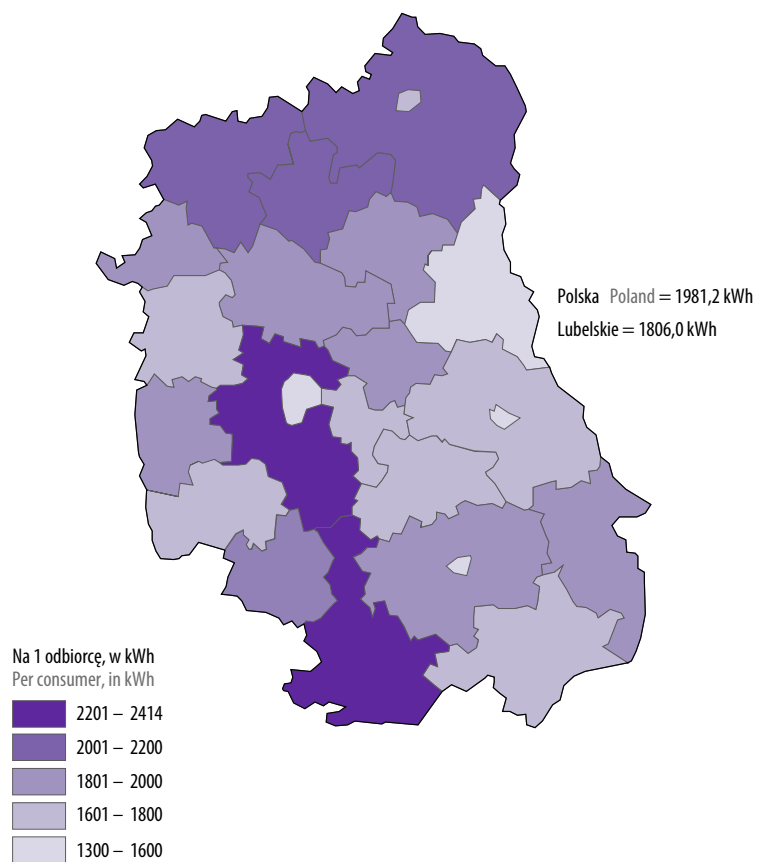 Polska Poland = 1981,2 kWh
Lubelskie = 1806,0 kWh
Na 1 odbiorcę, w kWh
Per consumer, in kWh
2201 – 2414
2001 – 2200
1801 – 2000
1601 – 1800
1300 – 1600